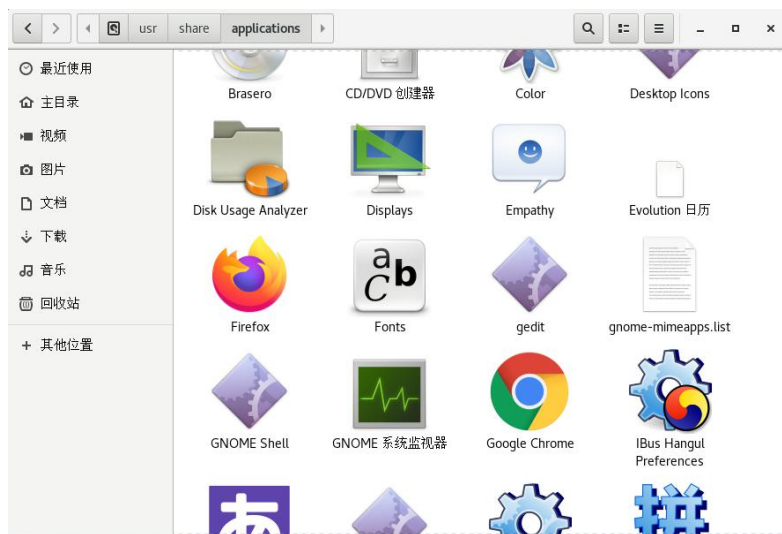 usr share applications
最近使用
主目录
视频
图片
文档
下载
音乐
回收站
其他位置
Brasero CD/DVD 创建器 Color Desktop Icons
Disk Usage Analyzer Displays Empathy Evolution 日历
a
C b
Firefox Fonts gedit gnome-mimeapps.list
GNOME Shell GNOME 系统监视器 Google Chrome IBus Hangul
Preferences
あ 拼